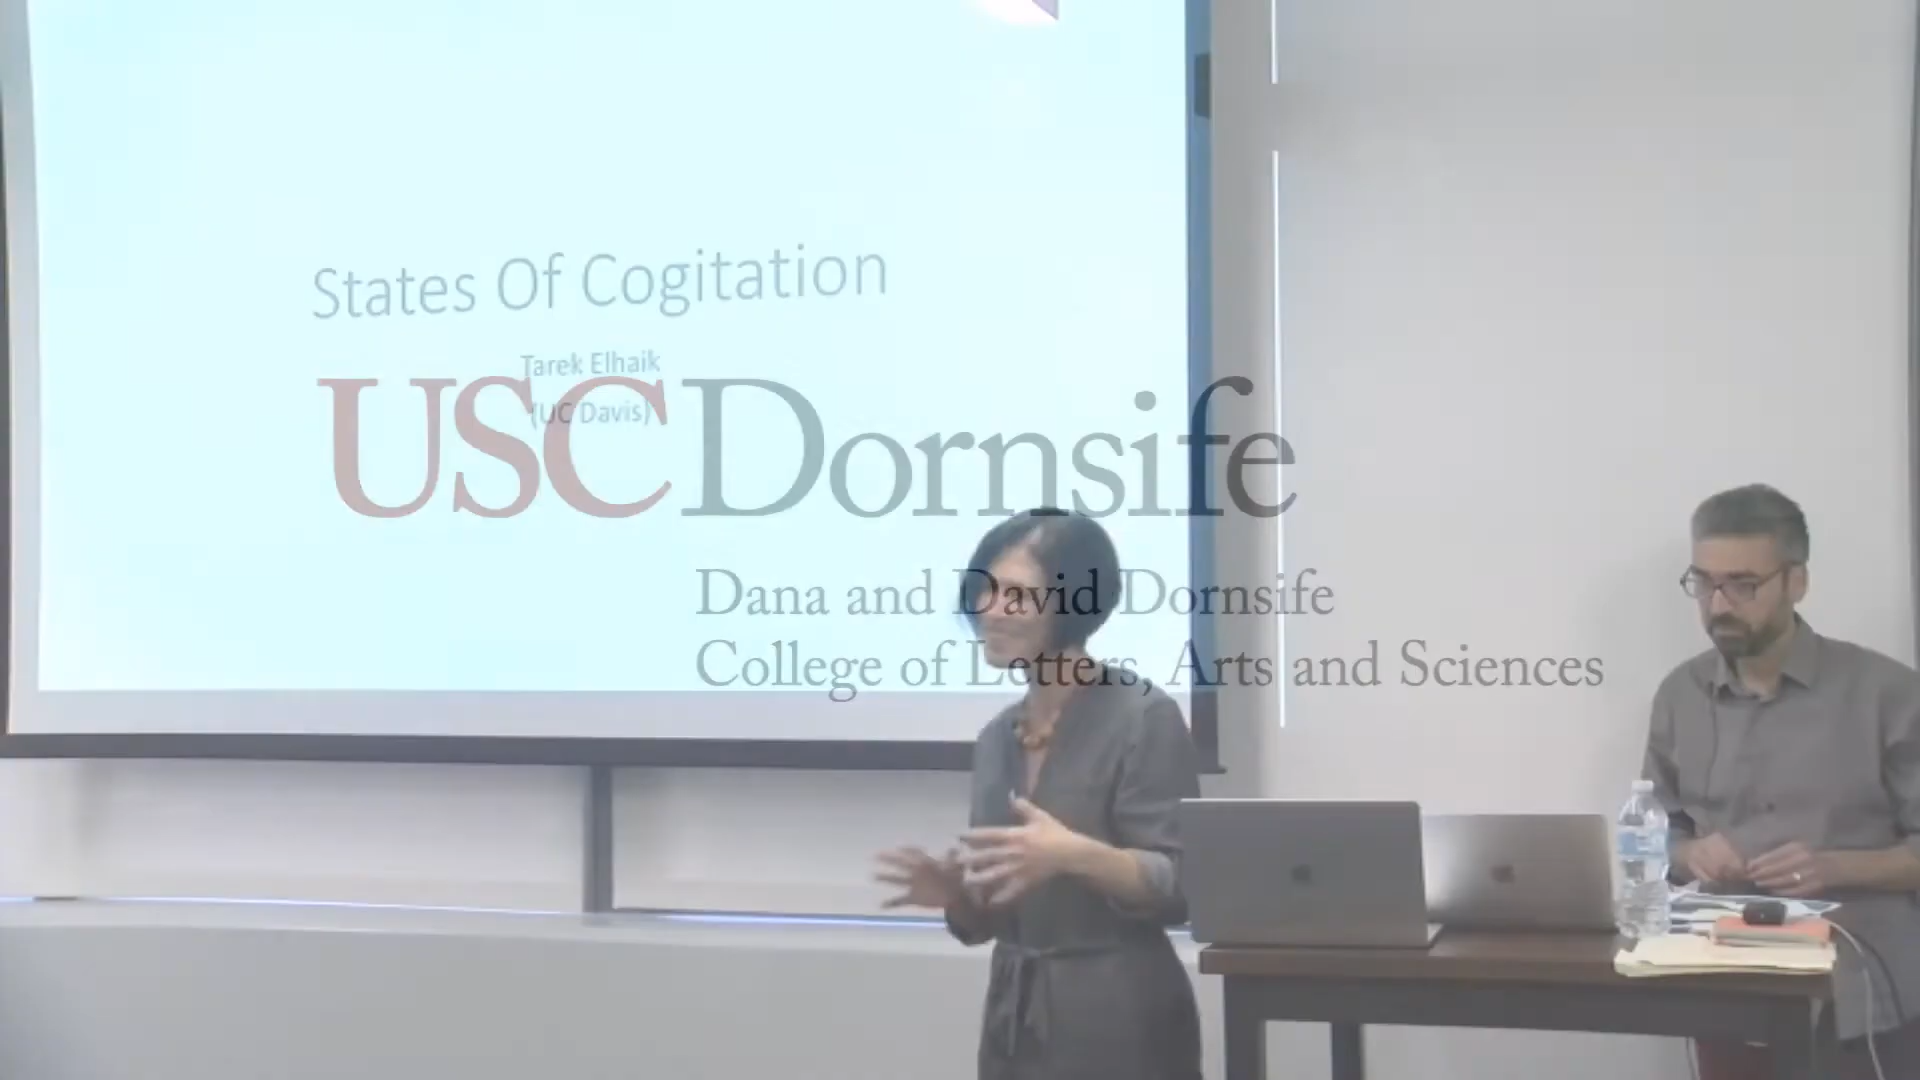 States Of Cogitation
Tarek Elhaik
(UC Davis)
USC Dornsife
Dana and David Dornsife
College of Letters, Arts and Sciences